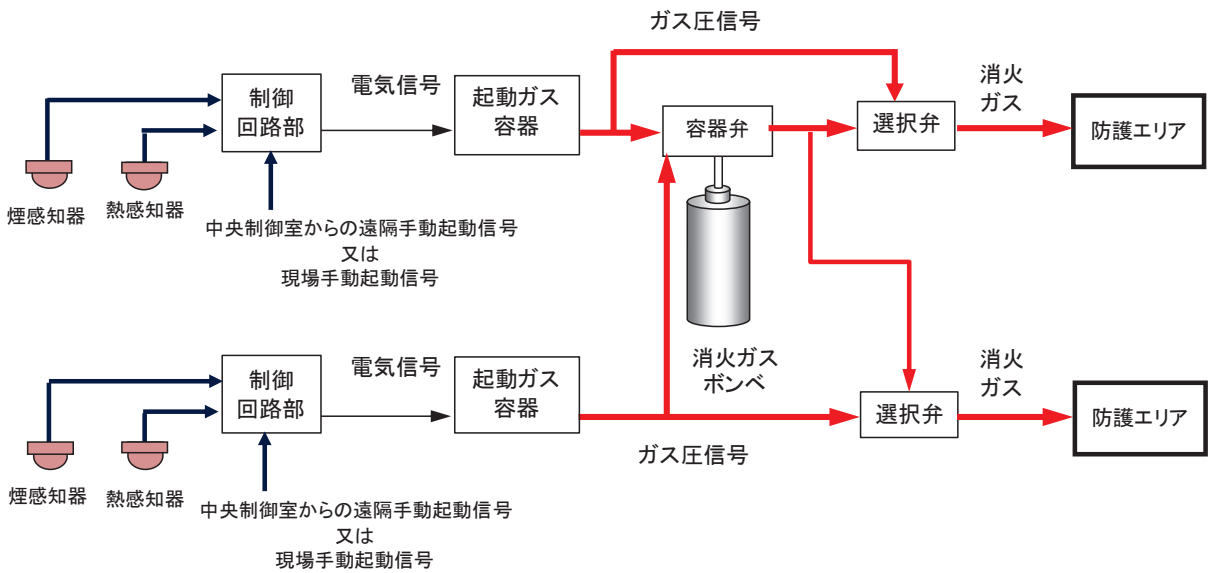 ガス圧信号
電気信号
消火
ガス
制御
回路部
起動ガス
容器
容器弁
選択弁
防護エリア
煙感知器
熱感知器
中央制御室からの遠隔手動起動信号
又は
現場手動起動信号
消火ガス
ボンベ
電気信号
消火
ガス
制御
回路部
起動ガス
容器
選択弁
防護エリア
ガス圧信号
煙感知器
熱感知器
中央制御室からの遠隔手動起動信号
又は
現場手動起動信号